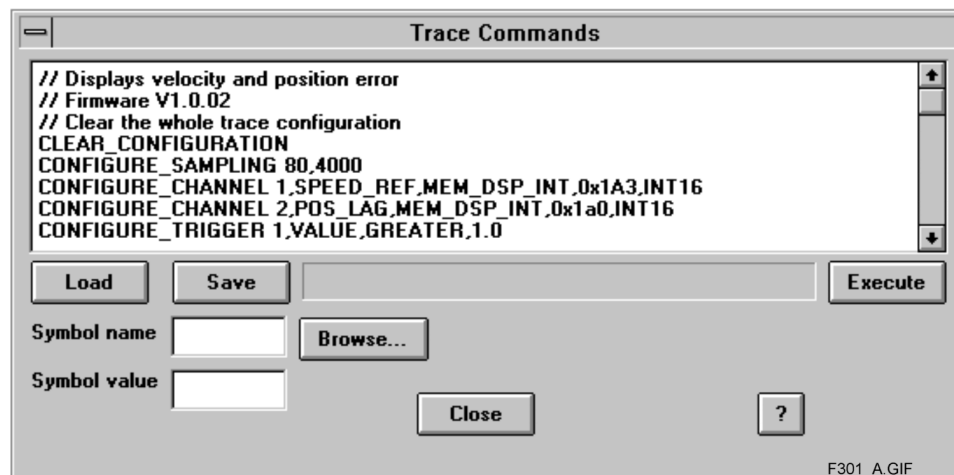 Trace Commands
// Displays velocity and position error
// Firmware V1.0.02
// Clear the whole trace configuration
CLEAR_CONFIGURATION
CONFIGURE_SAMPLING 80,4000
CONFIGURE_CHANNEL 1,SPEED_REF,MEM_DSP_INT,0x1A3,INT16
CONFIGURE_CHANNEL 2,POS_LAG,MEM_DSP_INT,0x1a0,INT16
CONFIGURE_TRIGGER 1,VALUE,GREATER,1.0
Load Save Execute
Symbol name Browse...
Symbol value
Close ?
F301_A.GIF